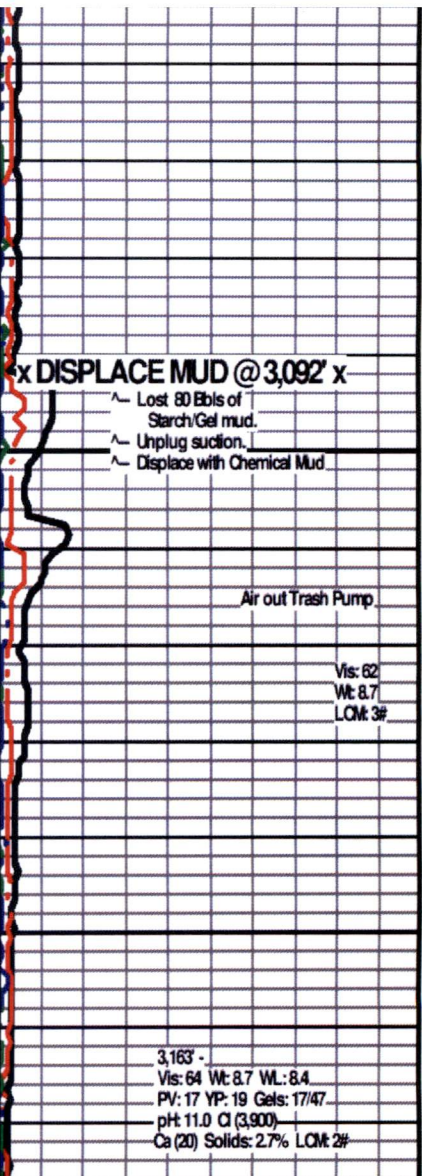 x DISPLACE MUD @ 3,092' x
^– Lost 80 Bbls of
Starch/Gel mud.
^– Unplug suction.
^– Displace with Chemical Mud
Air out Trash Pump
Vis: 62
Wt: 8.7
LCM: 3#
3,163' -
Vis: 64 Wt: 8.7 WL: 8.4
PV: 17 YP: 19 Gels: 17/47
pH: 11.0 Cl (3,900)
Ca (20) Solids: 2.7% LCM: 2#